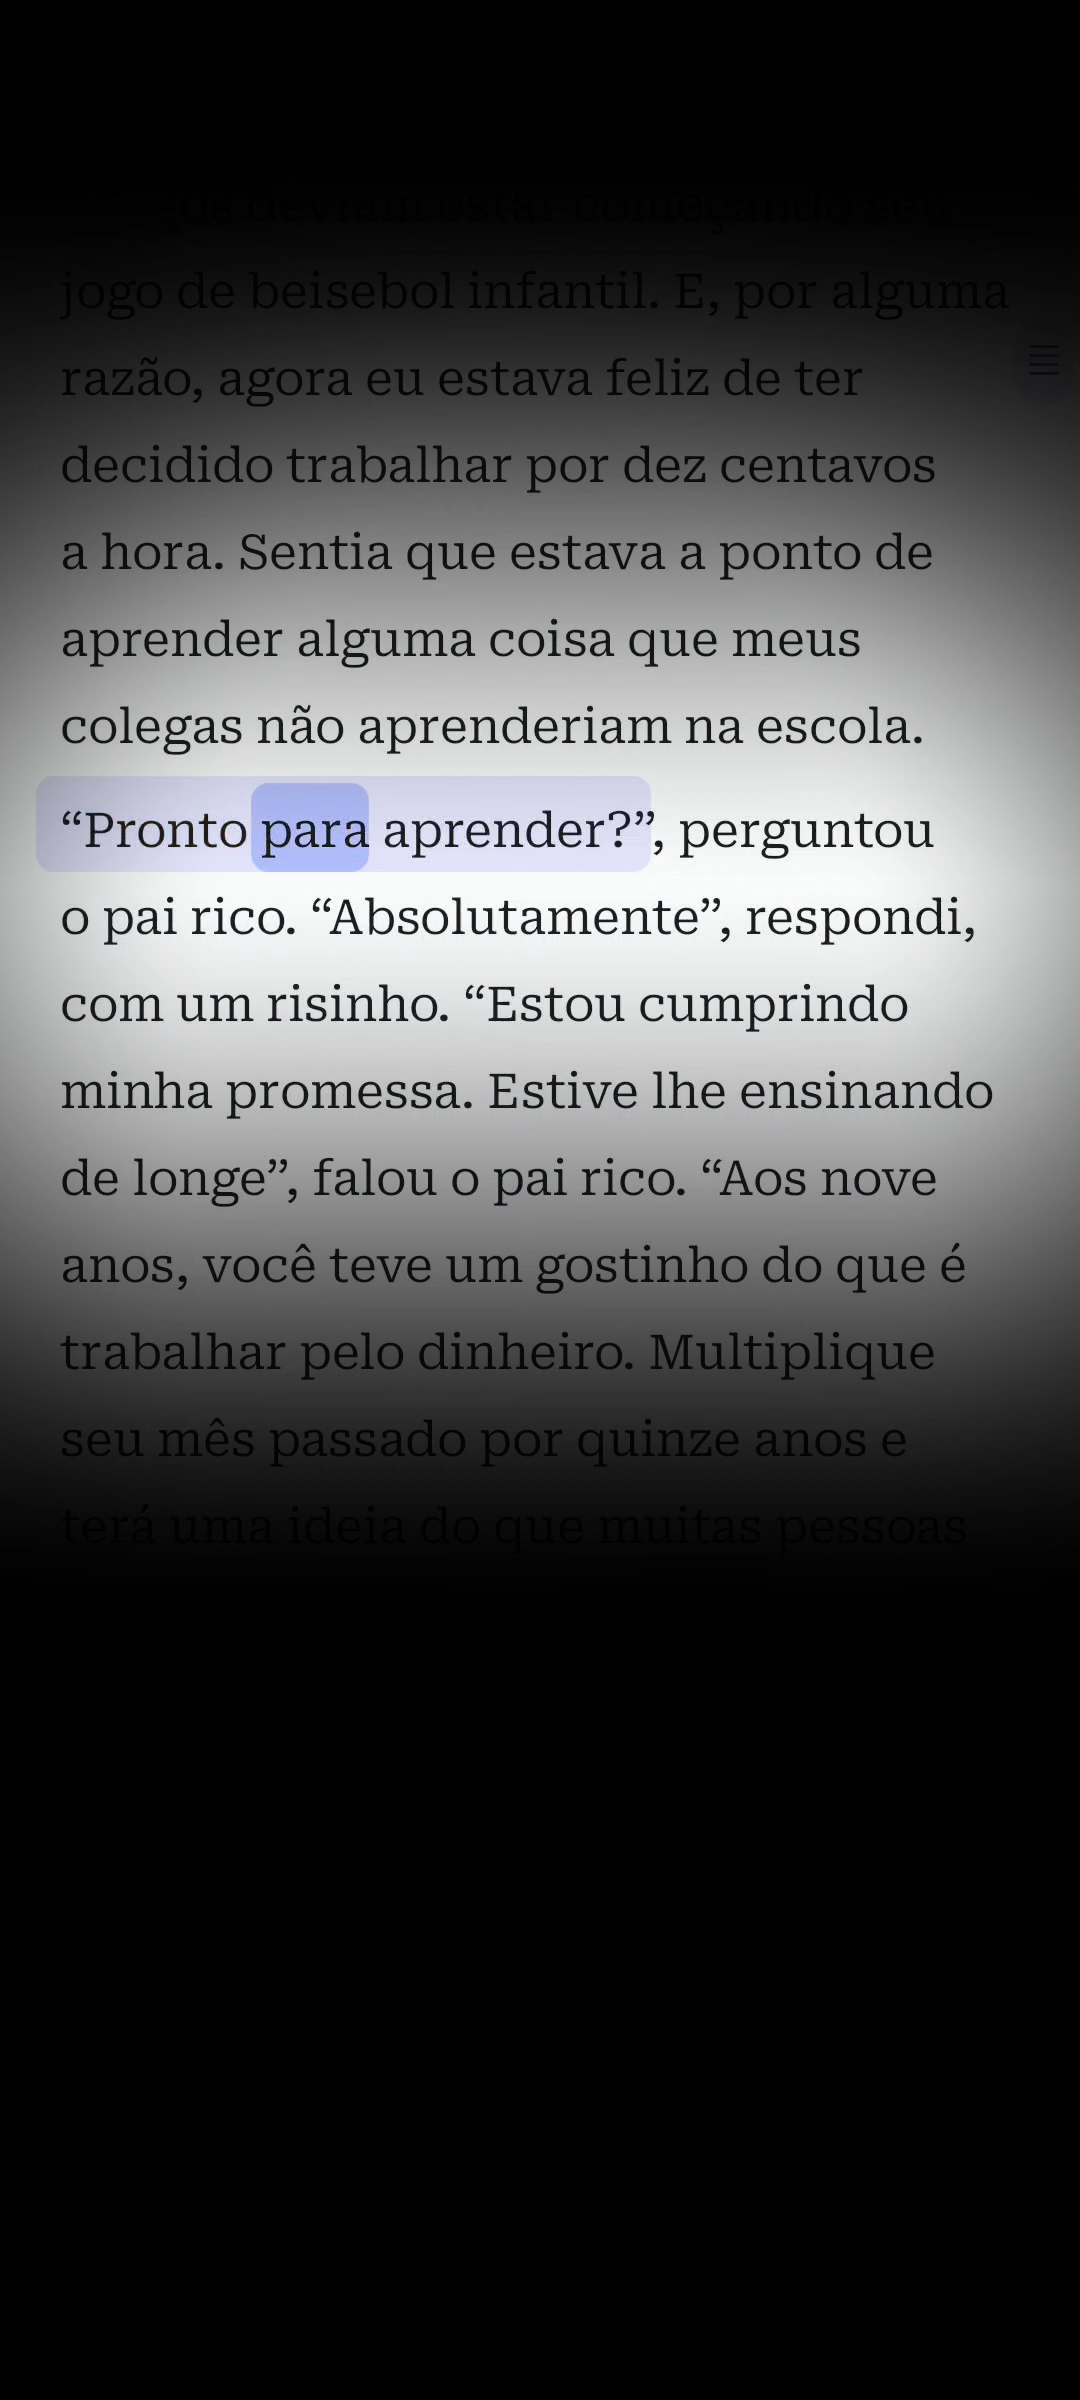 deviam estar começando seu
jogo de beisebol infantil. E, por alguma
razão, agora eu estava feliz de ter
decidido trabalhar por dez centavos
a hora. Sentia que estava a ponto de
aprender alguma coisa que meus
colegas não aprenderiam na escola.
“Pronto para aprender?”, perguntou
o pai rico. “Absolutamente”, respondi,
com um risinho. “Estou cumprindo
minha promessa. Estive lhe ensinando
de longe”, falou o pai rico. “Aos nove
anos, você teve um gostinho do que é
trabalhar pelo dinheiro. Multiplique
seu mês passado por quinze anos e
terá uma ideia do que muitas pessoas